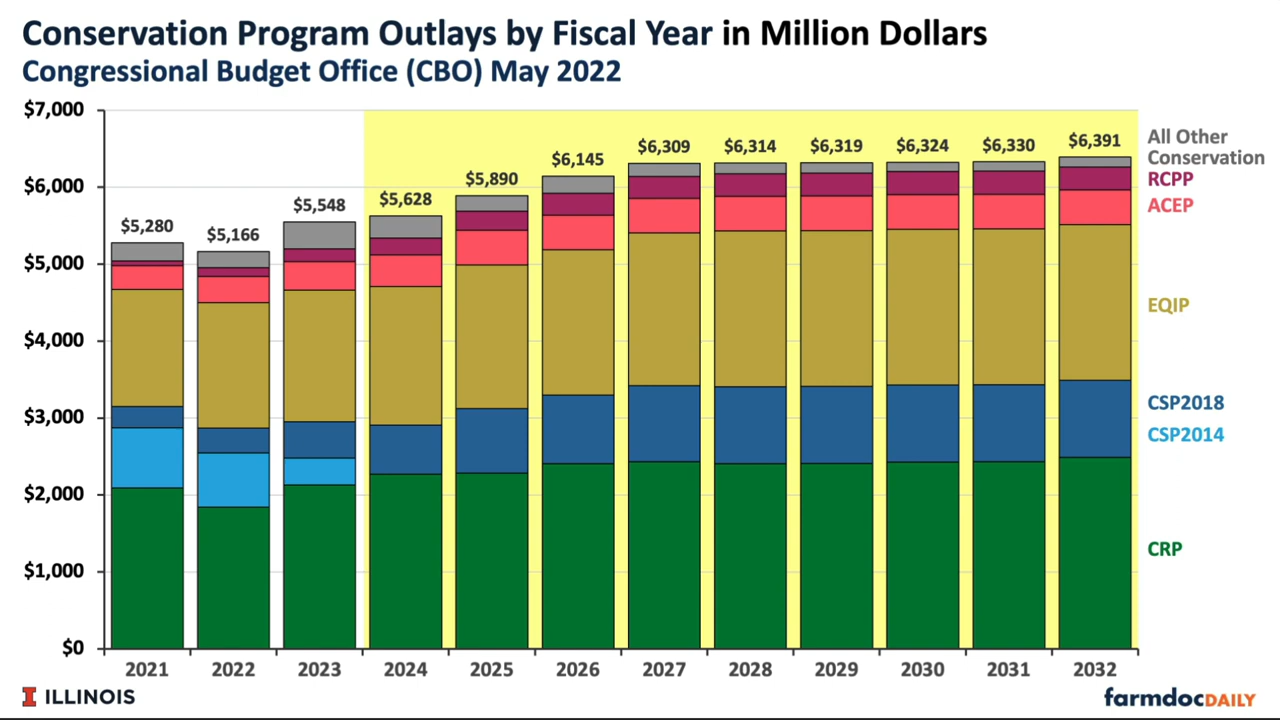 Conservation Program Outlays by Fiscal Year in Million Dollars
Congressional Budget Office (CBO) May 2022
$7,000
$6,000
$5,000
$4,000
$3,000
$2,000
$1,000
$0
$5,280
$5,166
$5,548
$5,628
$5,890
$6,145
$6,309
$6,314
$6,319
$6,324
$6,330
$6,391
All Other
Conservation
RCPP
ACEP
EQIP
CSP2018
CSP2014
CRP
2021 2022 2023 2024 2025 2026 2027 2028 2029 2030 2031 2032
I ILLINOIS
farmdocDAILY